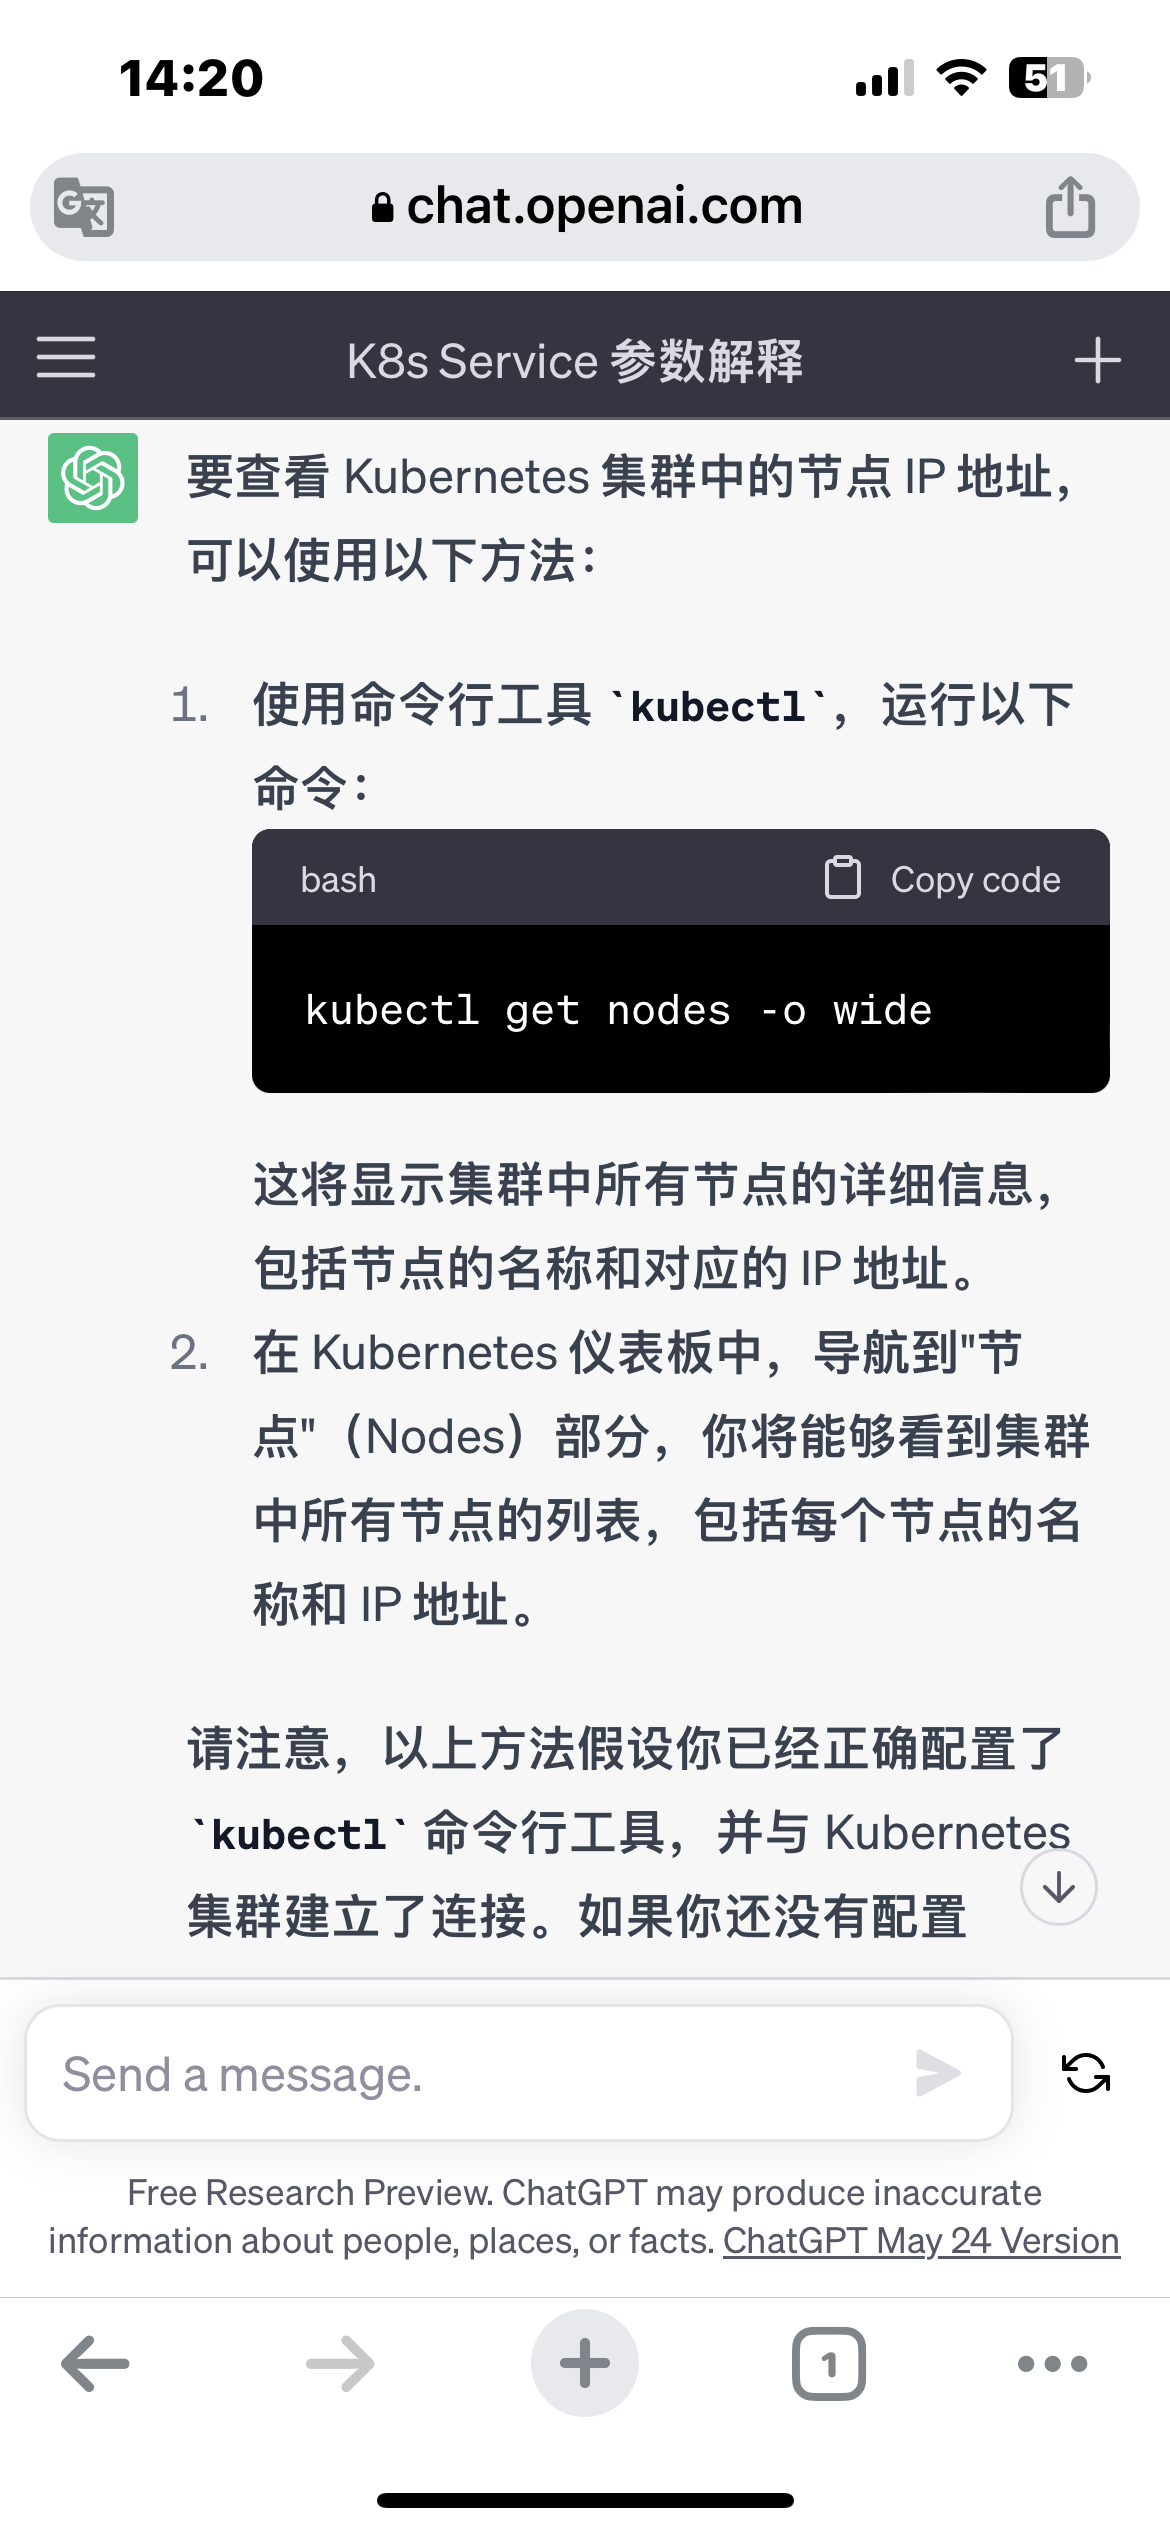 14:20
51
chat.openai.com
K8s Service 参数解释
要查看 Kubernetes 集群中的节点 IP 地址，
可以使用以下方法：
1. 使用命令行工具 `kubectl`，运行以下
命令：
bash Copy code
kubectl get nodes -o wide
这将显示集群中所有节点的详细信息，
包括节点的名称和对应的 IP 地址。
2. 在 Kubernetes 仪表板中，导航到"节
点"（Nodes）部分，你将能够看到集群
中所有节点的列表，包括每个节点的名
称和 IP 地址。
请注意，以上方法假设你已经正确配置了
`kubectl` 命令行工具，并与 Kubernetes
集群建立了连接。如果你还没有配置
Send a message.
Free Research Preview. ChatGPT may produce inaccurate
information about people, places, or facts. ChatGPT May 24 Version
1